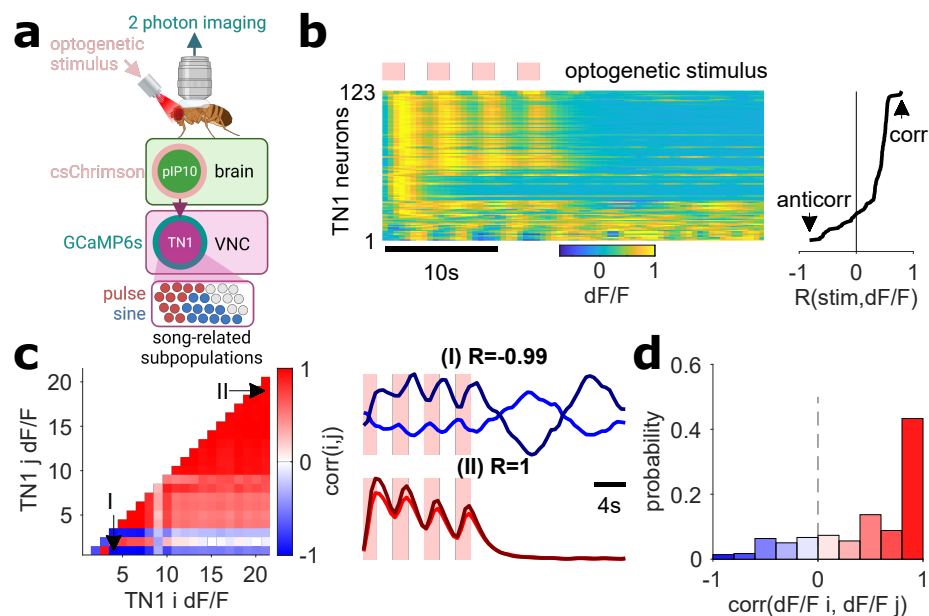 a
2 photon imaging
optogenetic
stimulus
csChrimson
pIP10
brain
GCaMP6s
TN1
VNC
pulse
sine
song-related
subpopulations
b
optogenetic stimulus
123
TN1 neurons
1
10s
0
1
dF/F
corr
anticorr
-1
0
1
R(stim,dF/F)
c
20
15
10
5
TN1 j dF/F
II
I
5
10
15
20
TN1 i dF/F
1
0
-1
corr(i,j)
(I) R=-0.99
(II) R=1
4s
d
0.6
0.4
0.2
0
probability
-1
0
1
corr(dF/F i, dF/F j)